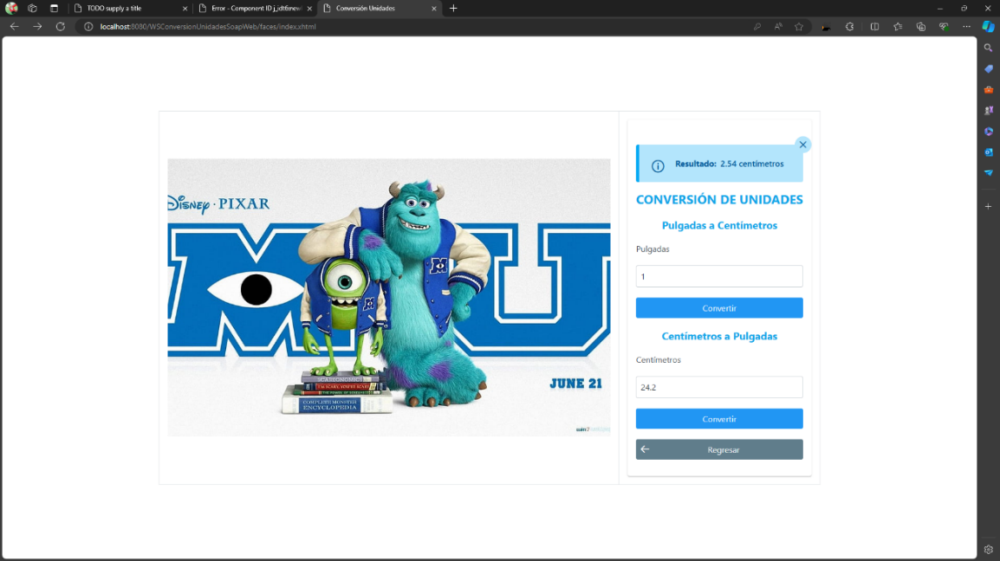 TODO supply a title
Error - Component ID j_idt6:new
Conversión Unidades
localhost:8080/WSConversionUnidadesSoapWeb/faces/index.xhtml
Disney · PIXAR
MU
JUNE 21
COMPLETE MONSTER
ENCYCLOPEDIA
Resultado: 2.54 centímetros
CONVERSIÓN DE UNIDADES
Pulgadas a Centímetros
Pulgadas
1
Convertir
Centímetros a Pulgadas
Centímetros
24.2
Convertir
Regresar